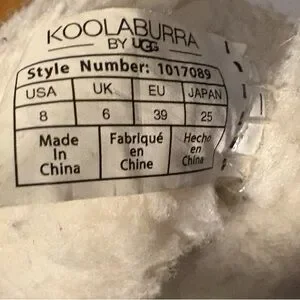 KOOLABURRA
BY UGG
Style Number: 1017089
USA UK EU JAPAN
8 6 39 25
Made In China
Fabriqué en Chine
Hecho en China